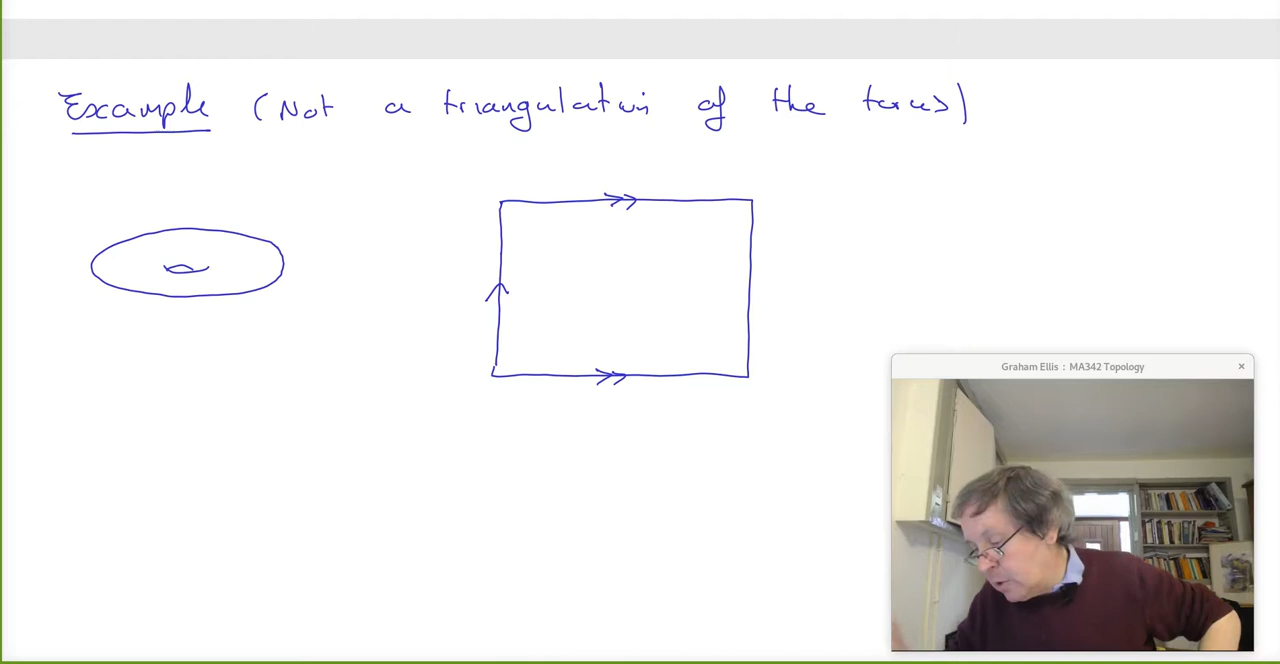 Example (Not a triangulation of the torus)
Graham Ellis : MA342 Topology